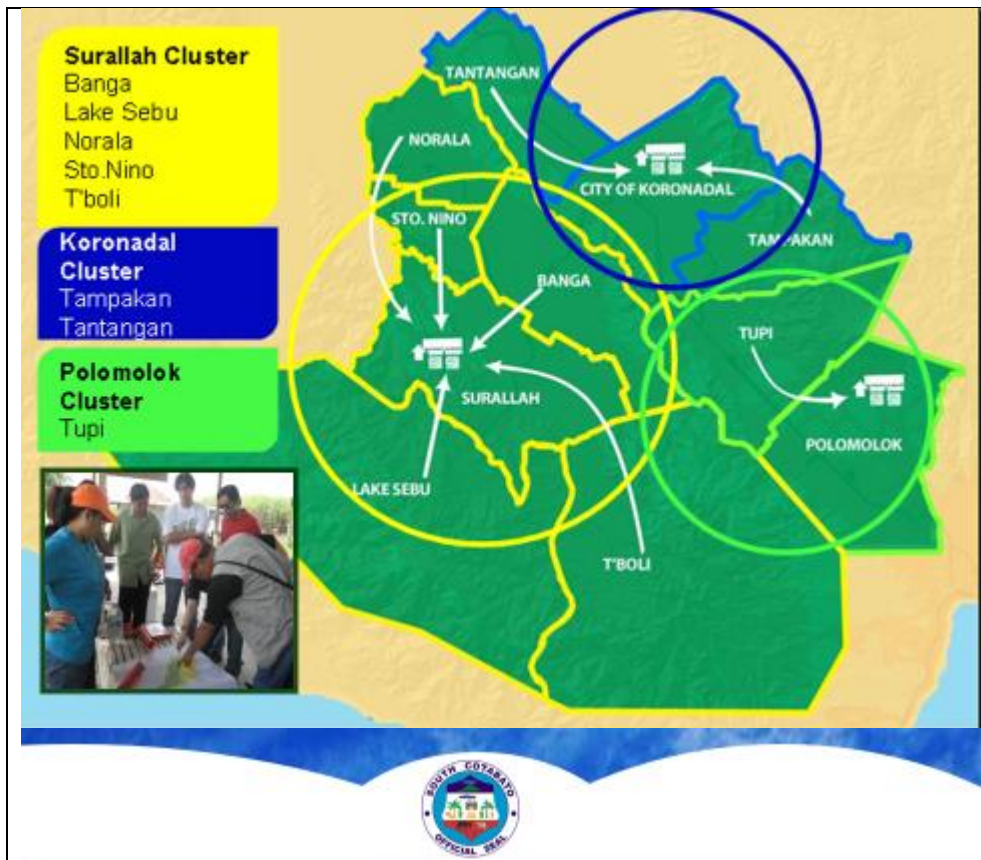 Surallah Cluster
Banga
Lake Sebu
Norala
Sto.Nino
T'boli
Koronadal
Cluster
Tampakan
Tantangan
Polomolok
Cluster
Tupi
TANTANGAN
NORALA
CITY OF KORONADAL
STO. NINO
TAMPAKAN
BANGA
TUPI
SURALLAH
POLOMOLOK
LAKE SEBU
T'BOLI
SOUTH COTABATO
OFFICIAL SEAL